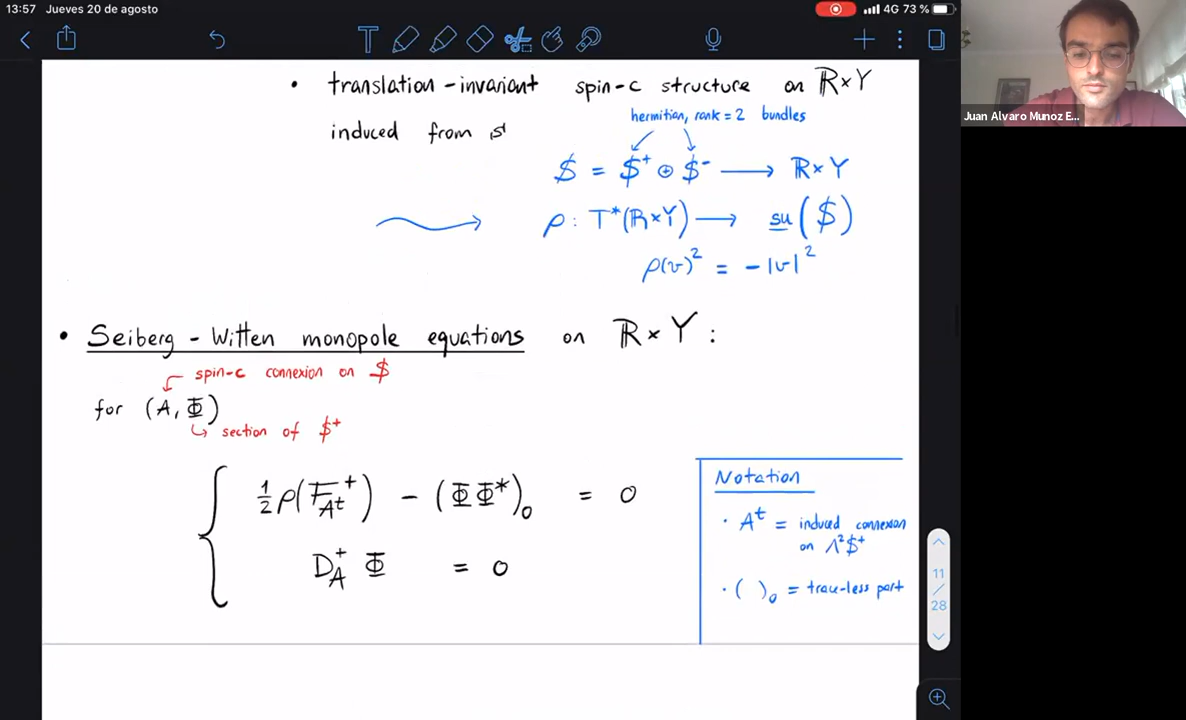 13:57 Jueves 20 de agosto
4G 73 %
• translation-invariant spin-c structure on ℝ×Y
induced from
hermition, rank = 2 bundles
$ = $⁺ ⊕ $⁻ ⟶ ℝ×Y
ρ : T*(ℝ×Y) ⟶ su($)
ρ(v)² = -|v|²
• Seiberg-Witten monopole equations on ℝ×Y :
spin-c connexion on $
for (A, Φ)
section of $⁺
½ρ(F⁺_Aᵗ) - (ΦΦ*)₀ = 0
D⁺_A Φ = 0
Notation
· Aᵗ = induced connexion
on Λ²$⁺
· ( )₀ = trace-less part
11
/
28
Juan Alvaro Munoz E...